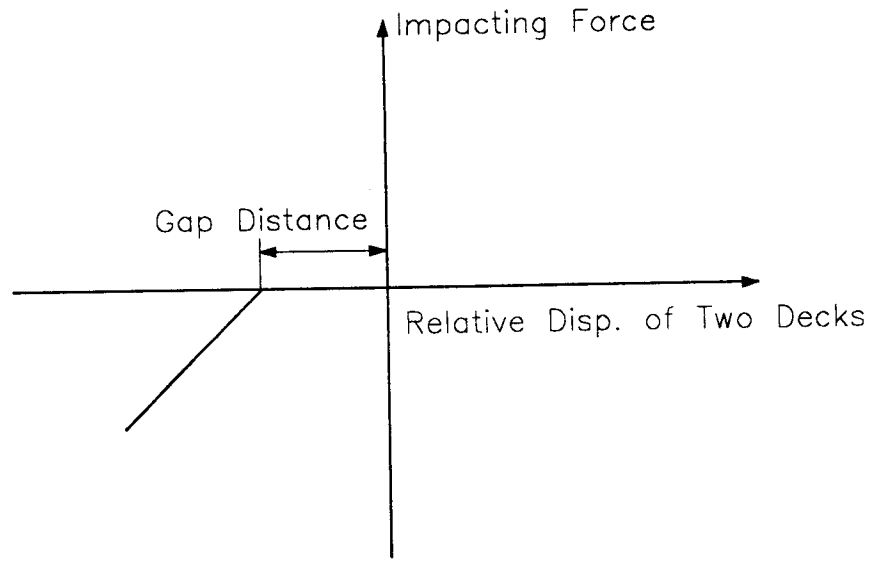 Impacting Force
Gap Distance
Relative Disp. of Two Decks